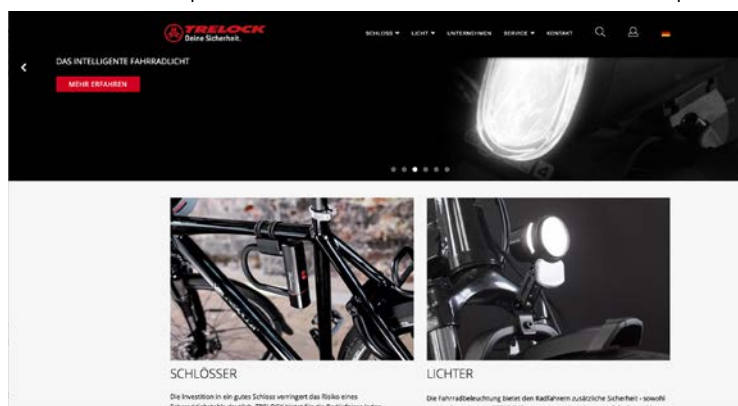 TRELOCK
Deine Sicherheit.
SCHLOSS LICHT UNTERNEHMEN SERVICE KONTAKT
DAS INTELLIGENTE FAHRRADLICHT
MEHR ERFAHREN
SCHLÖSSER
LICHTER
Die Investition in ein gutes Schloss verringert das Risiko eines
Die Fahrradbeleuchtung bietet den Radfahrern zusätzliche Sicherheit - sowohl